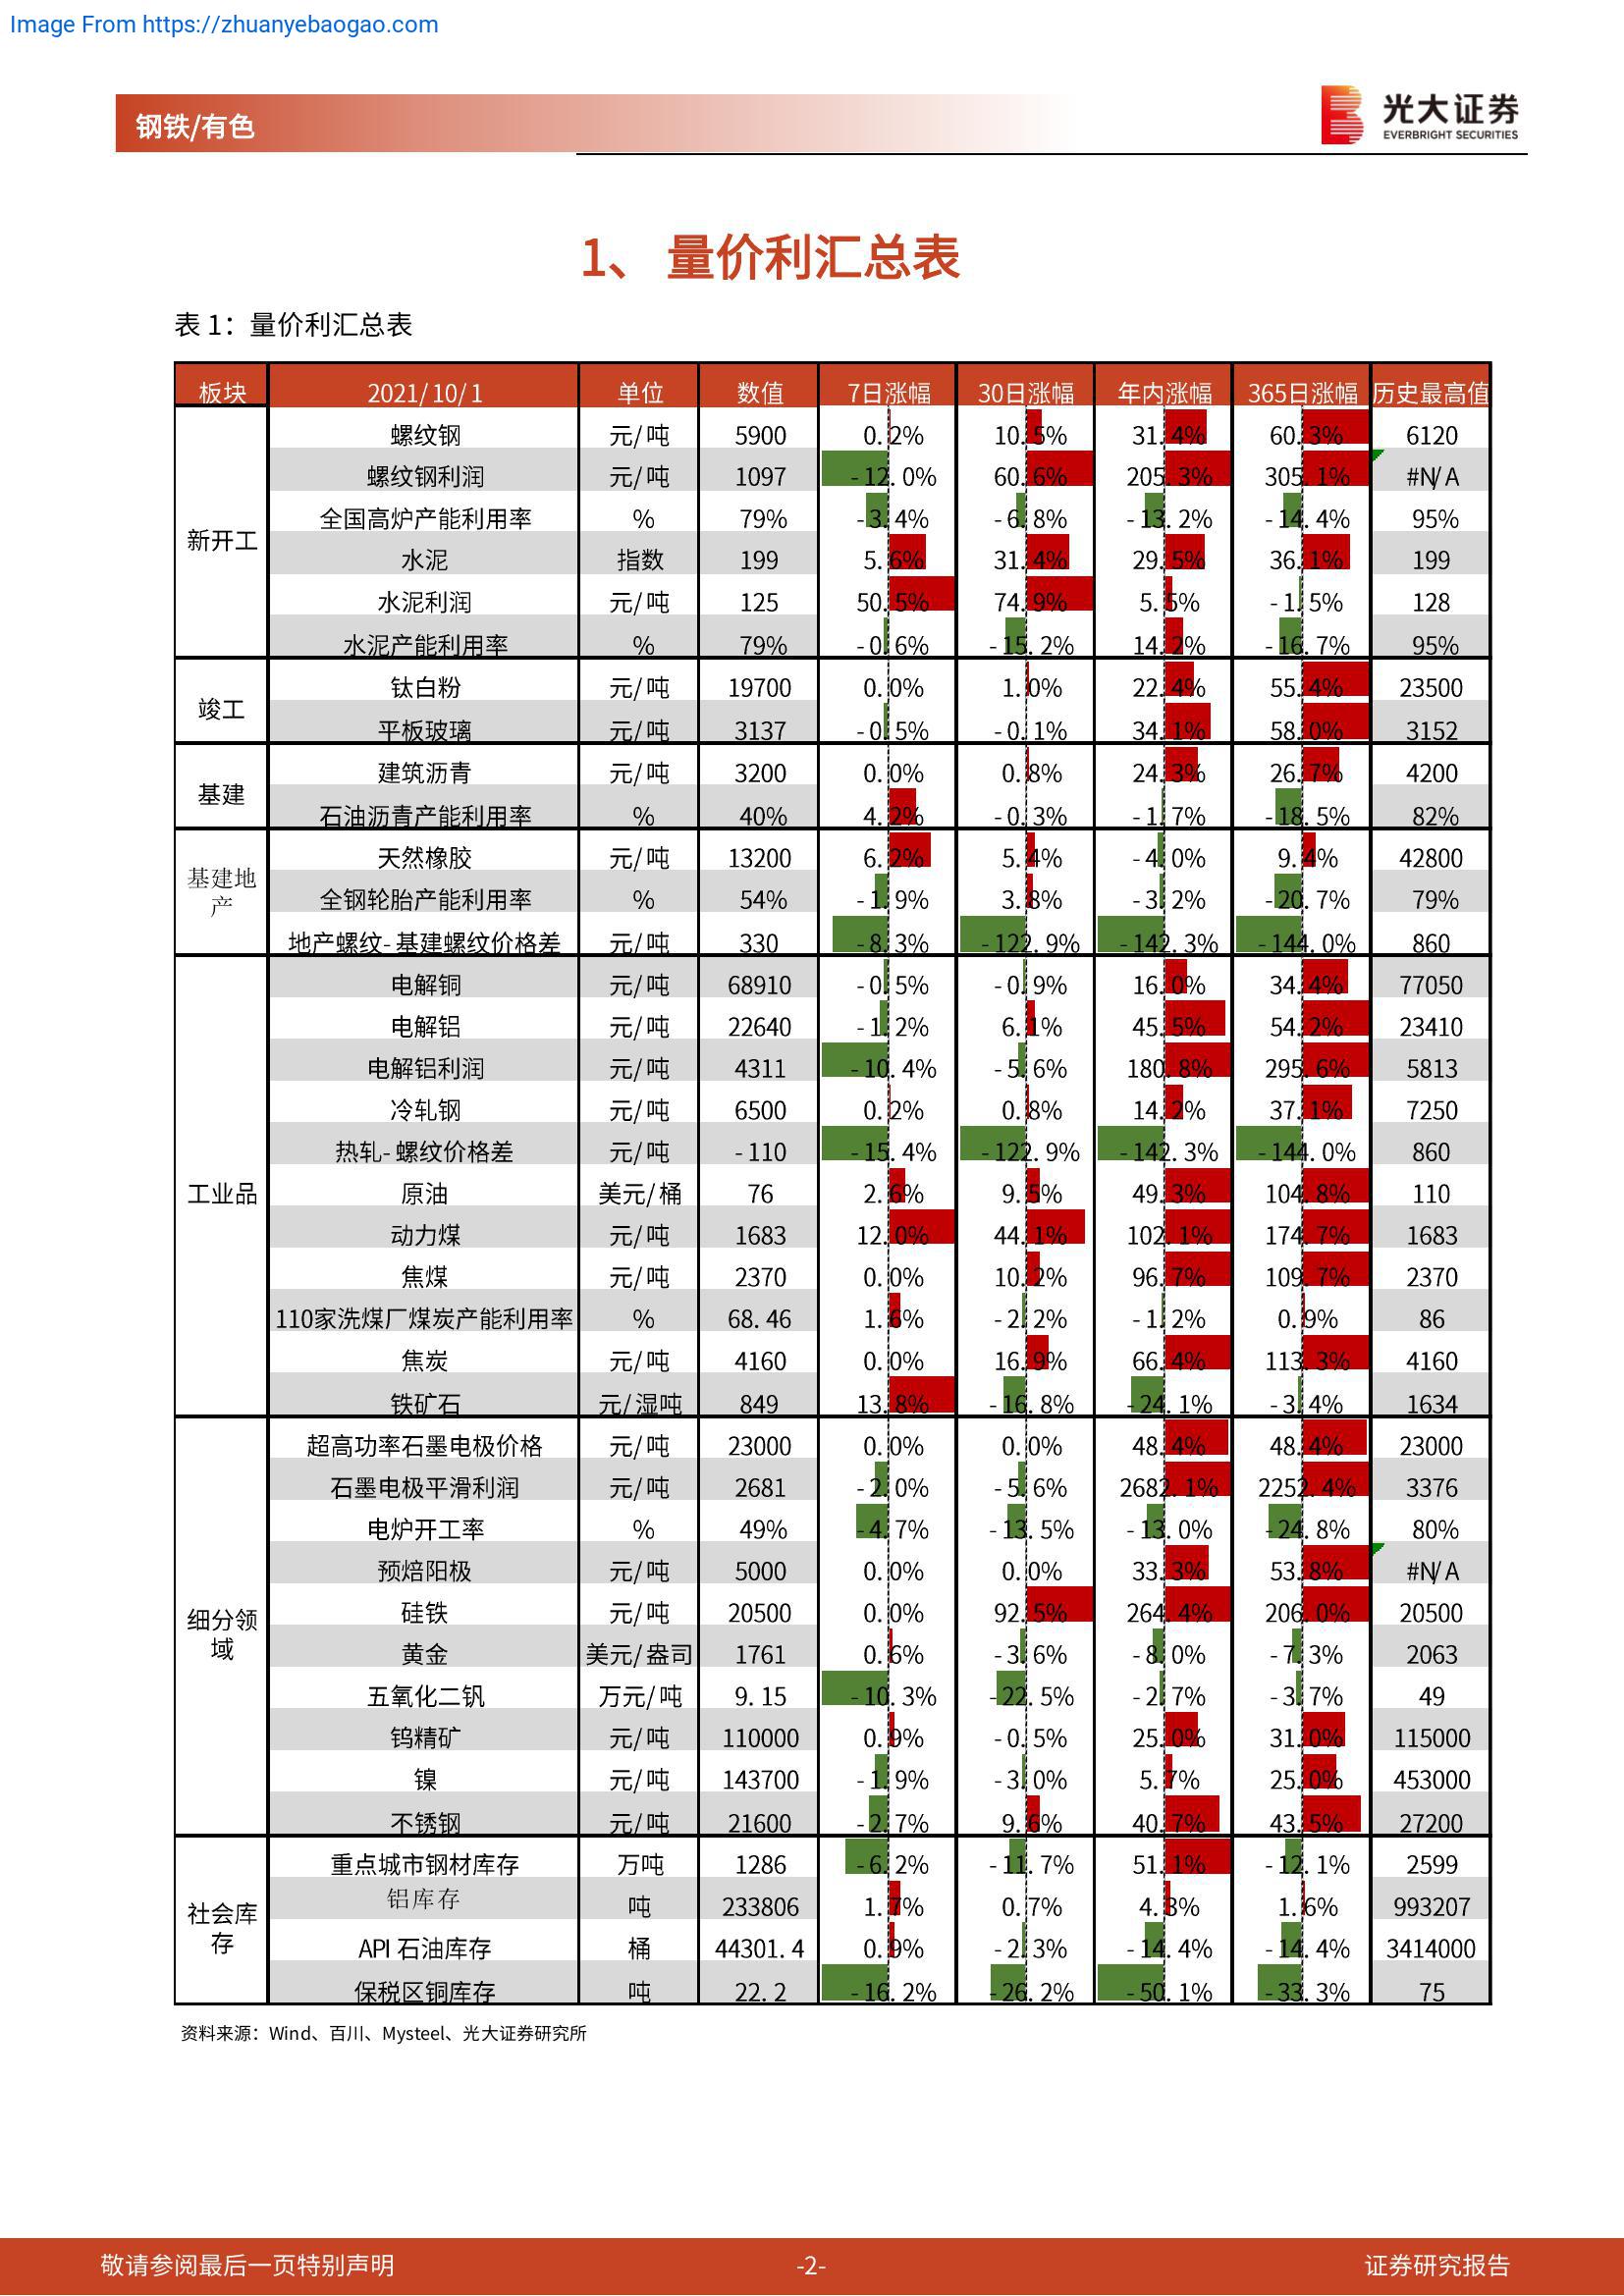 Image From https://zhuanyebaogao.com
钢铁/有色
光大证券
EVERBRIGHT SECURITIES
1、 量价利汇总表
表 1：量价利汇总表
板块 2021/10/1 单位 数值 7日涨幅 30日涨幅 年内涨幅 365日涨幅 历史最高值
新开工
螺纹钢 元/吨 5900 0.2% 10.5% 31.4% 60.3% 6120
螺纹钢利润 元/吨 1097 -12.0% 60.6% 205.3% 305.1% #N/A
全国高炉产能利用率 % 79% -3.4% -6.8% -13.2% -14.4% 95%
水泥 指数 199 5.6% 31.4% 29.5% 36.1% 199
水泥利润 元/吨 125 50.5% 74.9% 5.5% -1.5% 128
水泥产能利用率 % 79% -0.6% -15.2% 14.2% -16.7% 95%
竣工
钛白粉 元/吨 19700 0.0% 1.0% 22.4% 55.4% 23500
平板玻璃 元/吨 3137 -0.5% -0.1% 34.1% 58.0% 3152
基建
建筑沥青 元/吨 3200 0.0% 0.8% 24.3% 26.7% 4200
石油沥青产能利用率 % 40% 4.2% -0.3% -1.7% -18.5% 82%
基建地
产
天然橡胶 元/吨 13200 6.2% 5.4% -4.0% 9.4% 42800
全钢轮胎产能利用率 % 54% -1.9% 3.8% -3.2% -20.7% 79%
地产螺纹-基建螺纹价格差 元/吨 330 -8.3% -122.9% -142.3% -144.0% 860
工业品
电解铜 元/吨 68910 -0.5% -0.9% 16.0% 34.4% 77050
电解铝 元/吨 22640 -1.2% 6.1% 45.5% 54.2% 23410
电解铝利润 元/吨 4311 -10.4% -5.6% 180.8% 295.6% 5813
冷轧钢 元/吨 6500 0.2% 0.8% 14.2% 37.1% 7250
热轧-螺纹价格差 元/吨 -110 -15.4% -122.9% -142.3% -144.0% 860
原油 美元/桶 76 2.6% 9.5% 49.3% 104.8% 110
动力煤 元/吨 1683 12.0% 44.1% 102.1% 174.7% 1683
焦煤 元/吨 2370 0.0% 10.2% 96.7% 109.7% 2370
110家洗煤厂煤炭产能利用率 % 68.46 1.6% -2.2% -1.2% 0.9% 86
焦炭 元/吨 4160 0.0% 16.9% 66.4% 113.3% 4160
铁矿石 元/湿吨 849 13.8% -16.8% -24.1% -3.4% 1634
细分领
域
超高功率石墨电极价格 元/吨 23000 0.0% 0.0% 48.4% 48.4% 23000
石墨电极平滑利润 元/吨 2681 -2.0% -5.6% 2682.1% 2252.4% 3376
电炉开工率 % 49% -4.7% -13.5% -13.0% -24.8% 80%
预焙阳极 元/吨 5000 0.0% 0.0% 33.3% 53.8% #N/A
硅铁 元/吨 20500 0.0% 92.5% 264.4% 206.0% 20500
黄金 美元/盎司 1761 0.6% -3.6% -8.0% -7.3% 2063
五氧化二钒 万元/吨 9.15 -10.3% -22.5% -2.7% -3.7% 49
钨精矿 元/吨 110000 0.9% -0.5% 25.0% 31.0% 115000
镍 元/吨 143700 -1.9% -3.0% 5.7% 25.0% 453000
不锈钢 元/吨 21600 -2.7% 9.6% 40.7% 43.5% 27200
社会库
存
重点城市钢材库存 万吨 1286 -6.2% -11.7% 51.1% -12.1% 2599
铝库存 吨 233806 1.7% 0.7% 4.3% 1.6% 993207
API 石油库存 桶 44301.4 0.9% -2.3% -14.4% -14.4% 3414000
保税区铜库存 吨 22.2 -16.2% -26.2% -50.1% -33.3% 75
资料来源：Wind、百川、Mysteel、光大证券研究所
敬请参阅最后一页特别声明 -2- 证券研究报告